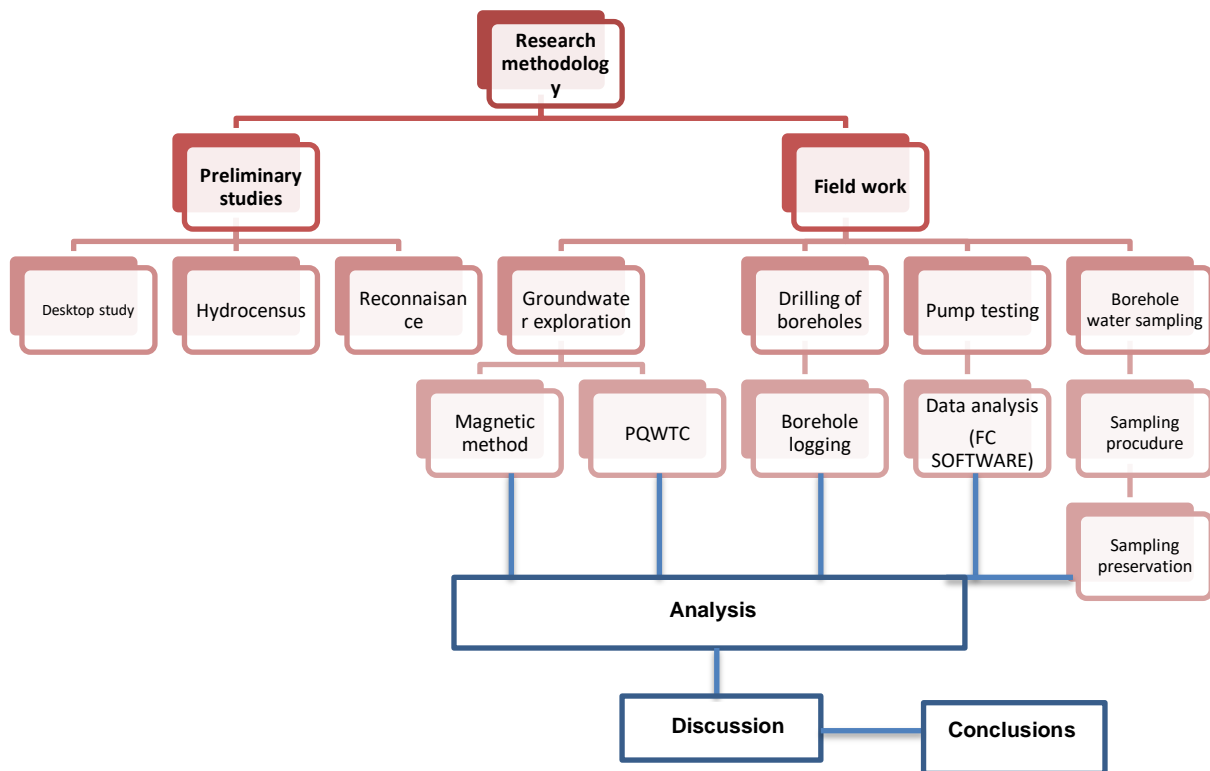 Research
methodolog
y
Preliminary
studies
Field work
Desktop study
Hydrocensus
Reconnaisan
ce
Groundwate
r exploration
Drilling of
boreholes
Pump testing
Borehole
water sampling
Magnetic
method
PQWTC
Borehole
logging
Data analysis
(FC
SOFTWARE)
Sampling
procudure
Sampling
preservation
Analysis
Discussion
Conclusions